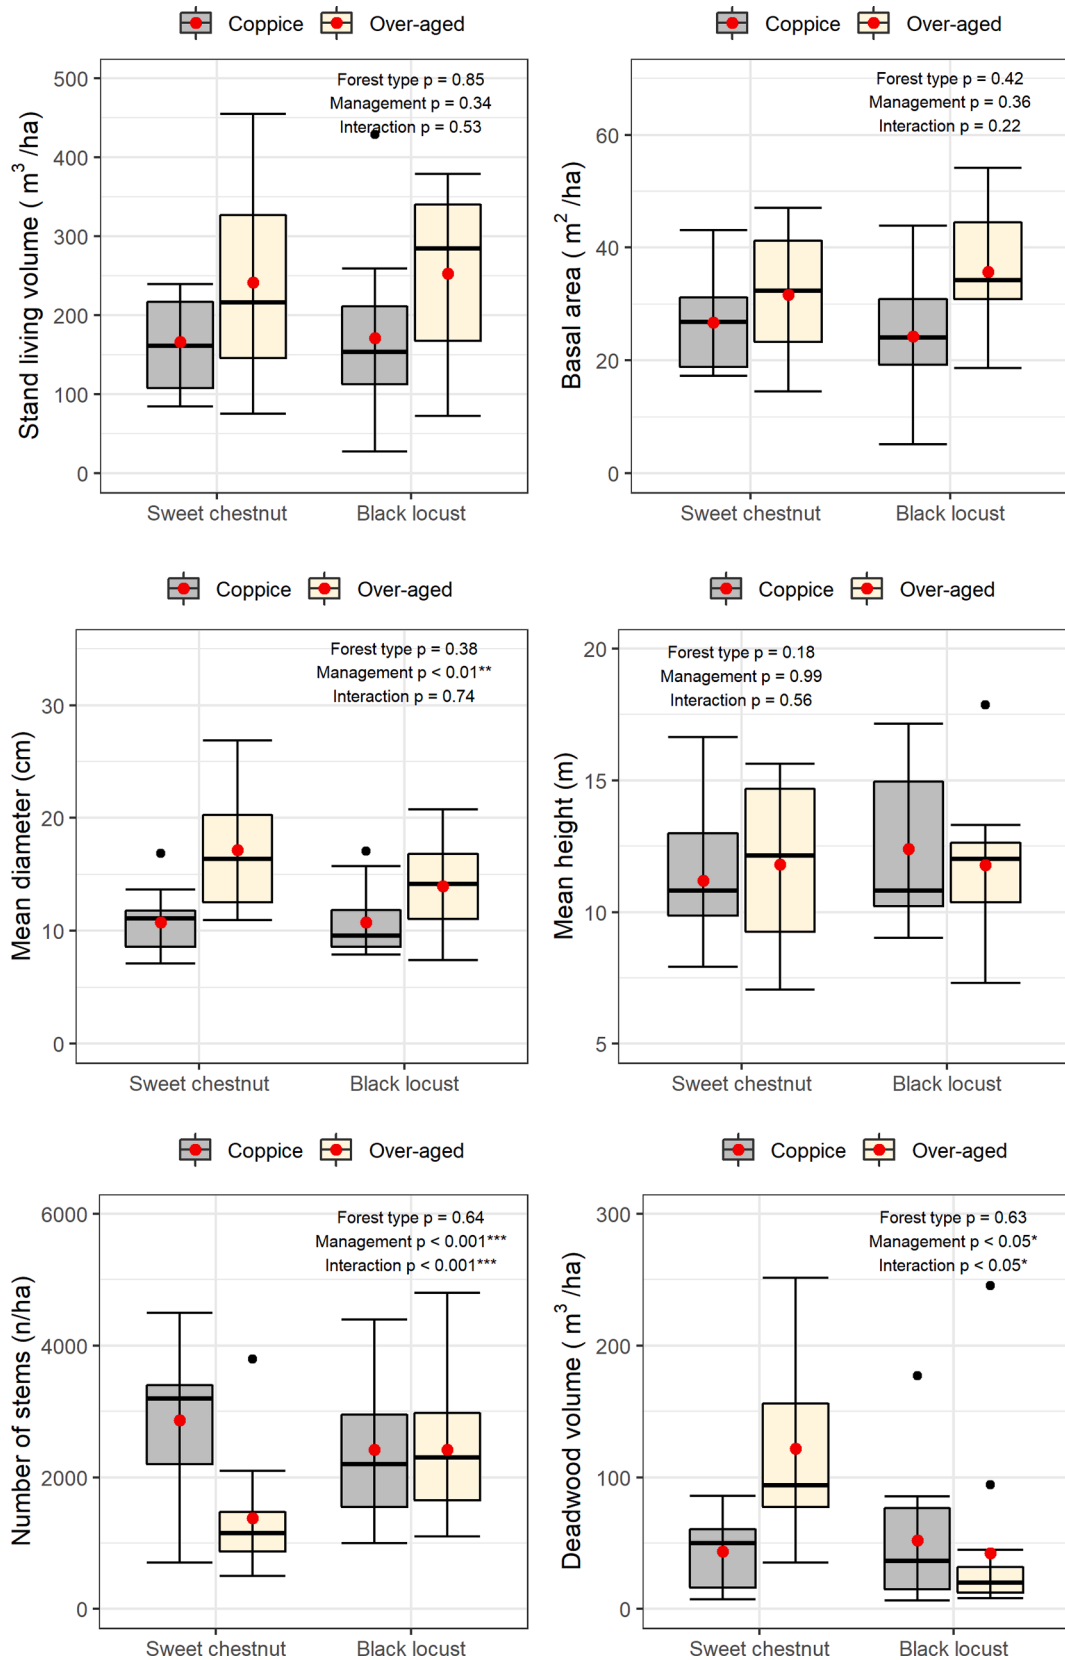 Coppice Over-aged
Stand living volume ( m³ /ha)
500
400
300
200
100
0
Forest type p = 0.85
Management p = 0.34
Interaction p = 0.53
Sweet chestnut Black locust
Coppice Over-aged
Basal area ( m² /ha)
60
40
20
0
Forest type p = 0.42
Management p = 0.36
Interaction p = 0.22
Sweet chestnut Black locust
Coppice Over-aged
Mean diameter (cm)
30
20
10
0
Forest type p = 0.38
Management p < 0.01**
Interaction p = 0.74
Sweet chestnut Black locust
Coppice Over-aged
Mean height (m)
20
15
10
5
Forest type p = 0.18
Management p = 0.99
Interaction p = 0.56
Sweet chestnut Black locust
Coppice Over-aged
Number of stems (n/ha)
6000
4000
2000
0
Forest type p = 0.64
Management p < 0.001***
Interaction p < 0.001***
Sweet chestnut Black locust
Coppice Over-aged
Deadwood volume ( m³ /ha)
300
200
100
0
Forest type p = 0.63
Management p < 0.05*
Interaction p < 0.05*
Sweet chestnut Black locust